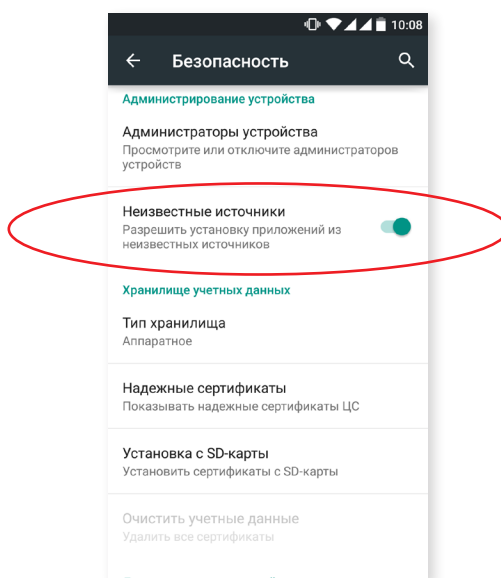 10:08
Безопасность
Администрирование устройства
Администраторы устройства
Просмотрите или отключите администраторов
устройств
Неизвестные источники
Разрешить установку приложений из
неизвестных источников
Хранилище учетных данных
Тип хранилища
Аппаратное
Надежные сертификаты
Показывать надежные сертификаты ЦС
Установка с SD-карты
Установить сертификаты с SD-карты
Очистить учетные данные
Удалить все сертификаты